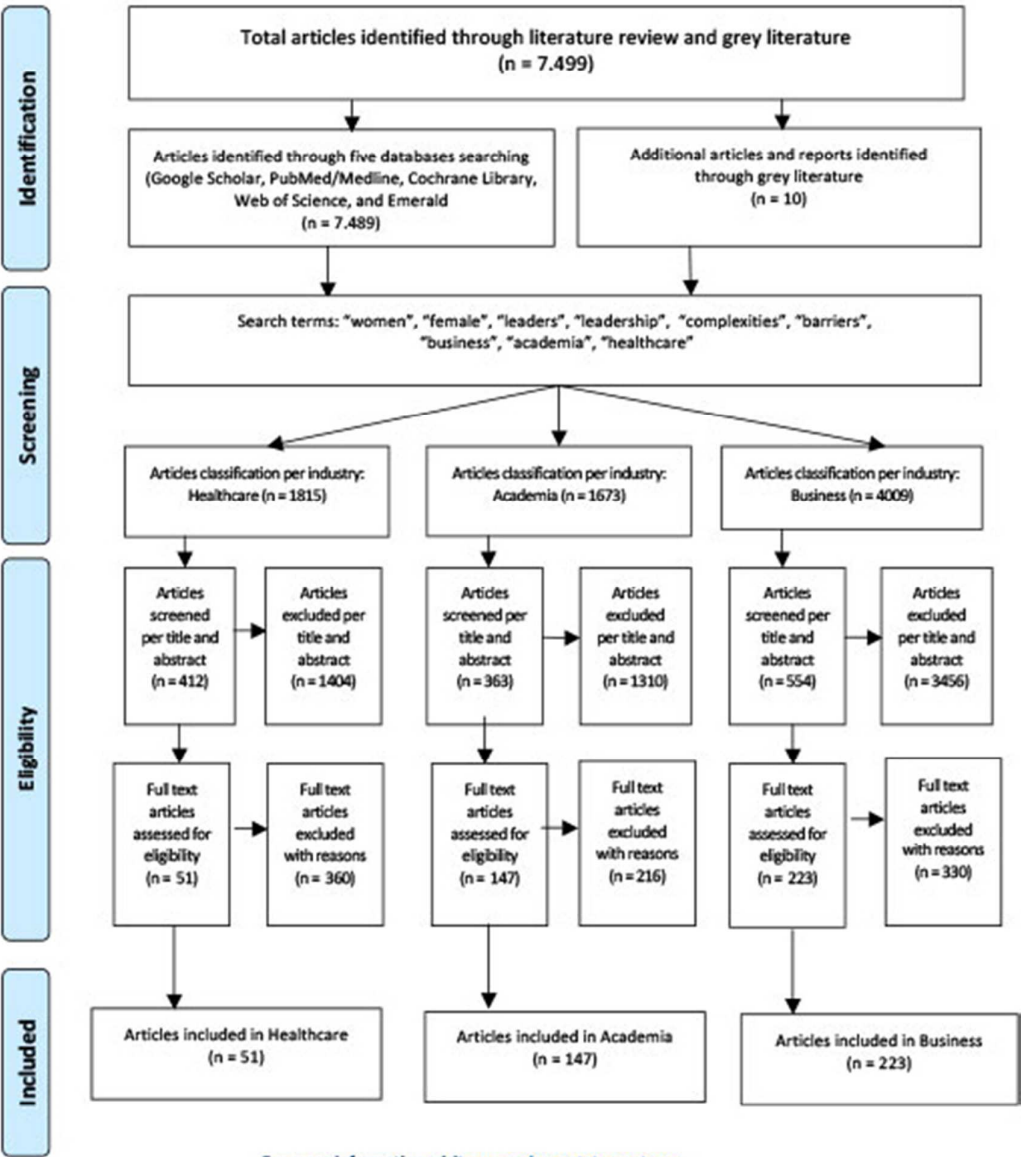 Identification
Total articles identified through literature review and grey literature
(n = 7.499)
Articles identified through five databases searching
(Google Scholar, PubMed/Medline, Cochrane Library,
Web of Science, and Emerald
(n = 7.489)
Additional articles and reports identified
through grey literature
(n = 10)
Screening
Search terms: “women”, “female”, “leaders”, “leadership”, “complexities”, “barriers”,
“business”, “academia”, “healthcare”
Articles classification per industry:
Healthcare (n = 1815)
Articles classification per industry:
Academia (n = 1673)
Articles classification per industry:
Business (n = 4009)
Eligibility
Articles
screened
per title and
abstract
(n = 412)
Articles
excluded per
title and
abstract
(n = 1404)
Articles
screened per
title and
abstract
(n = 363)
Articles
excluded
per title and
abstract
(n = 1310)
Articles
screened per
title and
abstract
(n = 554)
Articles
excluded
per title and
abstract
(n = 3456)
Full text
articles
assessed for
eligibility
(n = 51)
Full text
articles
excluded
with reasons
(n = 360)
Full text
articles
assessed for
eligibility
(n = 147)
Full text
articles
excluded
with reasons
(n = 216)
Full text
articles
assessed for
eligibility
(n = 223)
Full text
articles
excluded
with reasons
(n = 330)
Included
Articles included in Healthcare
(n = 51)
Articles included in Academia
(n = 147)
Articles included in Business
(n = 223)